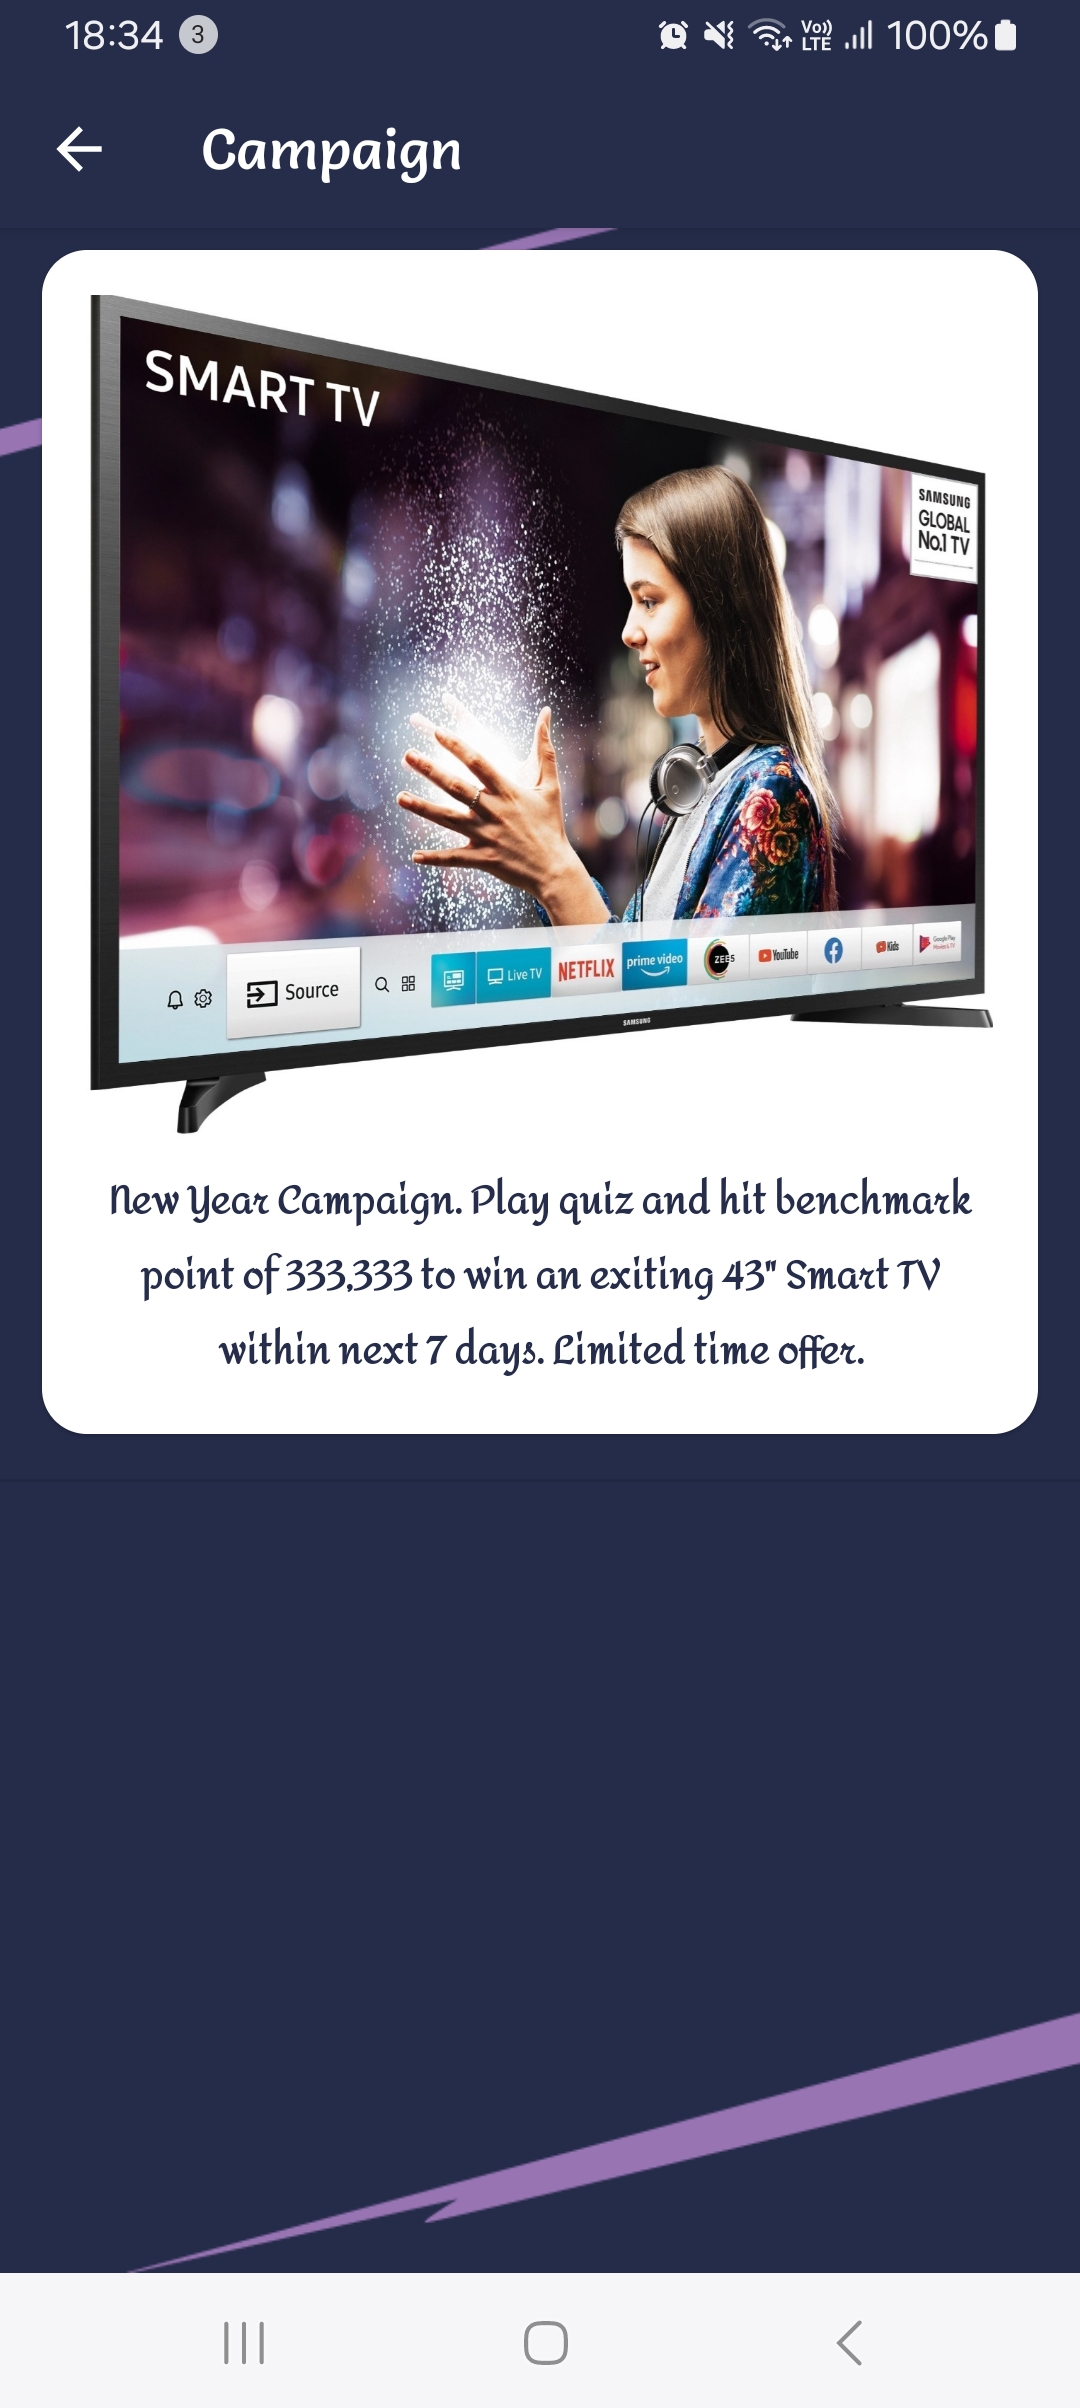 18:34 3 Vo)) LTE 100%
Campaign
SMART TV
SAMSUNG
GLOBAL
No.1 TV
Source Live TV NETFLIX prime video ZEE5 YouTube Kids Google Play
Movies & TV
SAMSUNG
New Year Campaign. Play quiz and hit benchmark
point of 333,333 to win an exiting 43" Smart TV
within next 7 days. Limited time offer.